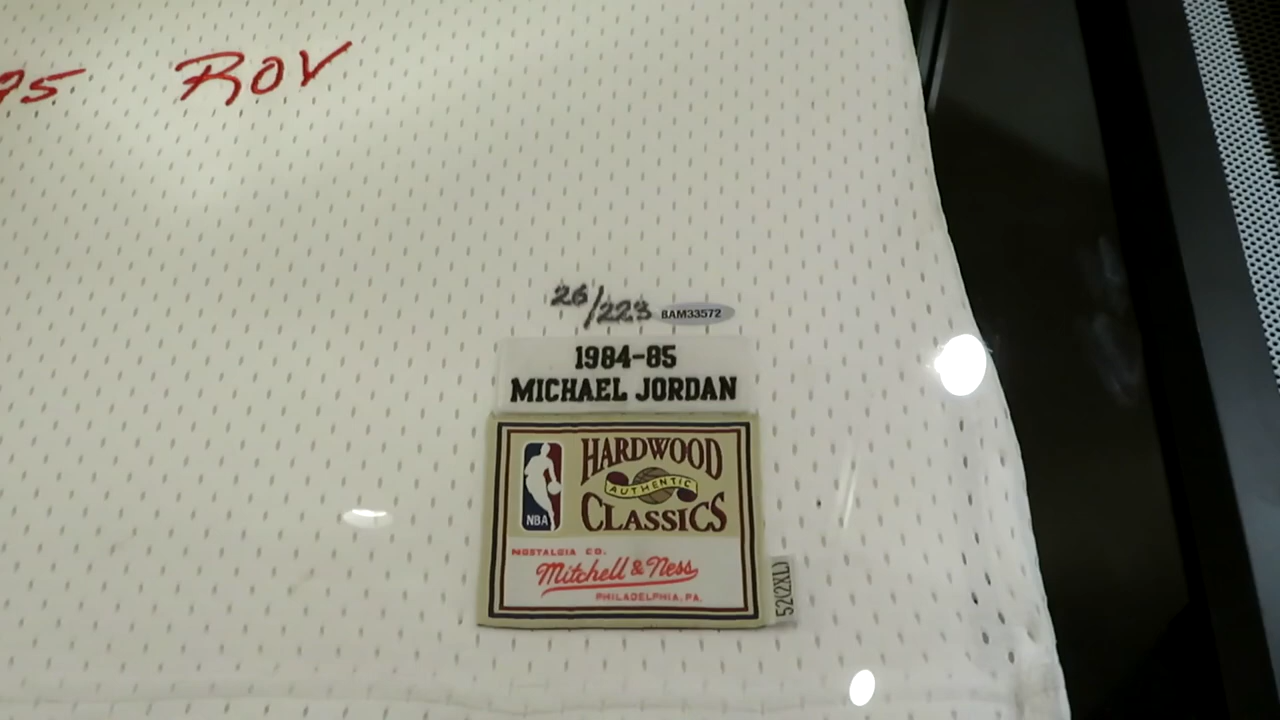 95 ROY
26/223 BAM33572
1984-85
MICHAEL JORDAN
HARDWOOD
AUTHENTIC
CLASSICS
NBA
NOSTALGIA CO.
Mitchell & Ness
PHILADELPHIA, PA.
52(2XL)